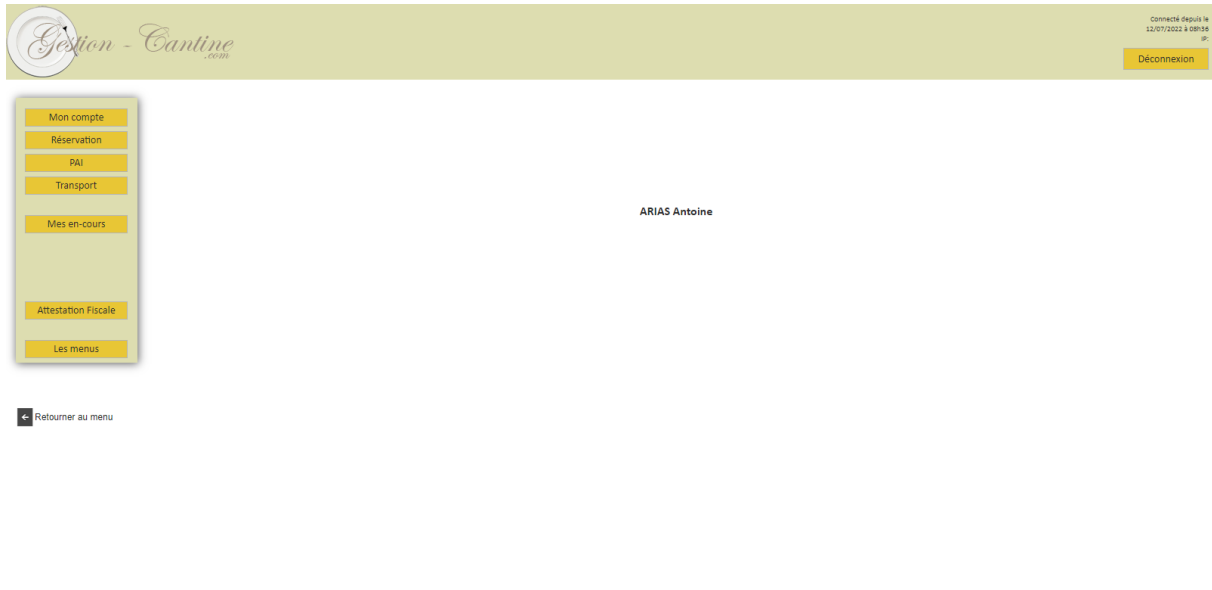 Gestion - Cantine
.com
Connecté depuis le
12/07/2022 à 08h56
IP:
Déconnexion
Mon compte
Réservation
PAI
Transport
Mes en-cours
Attestation Fiscale
Les menus
ARIAS Antoine
Retourner au menu